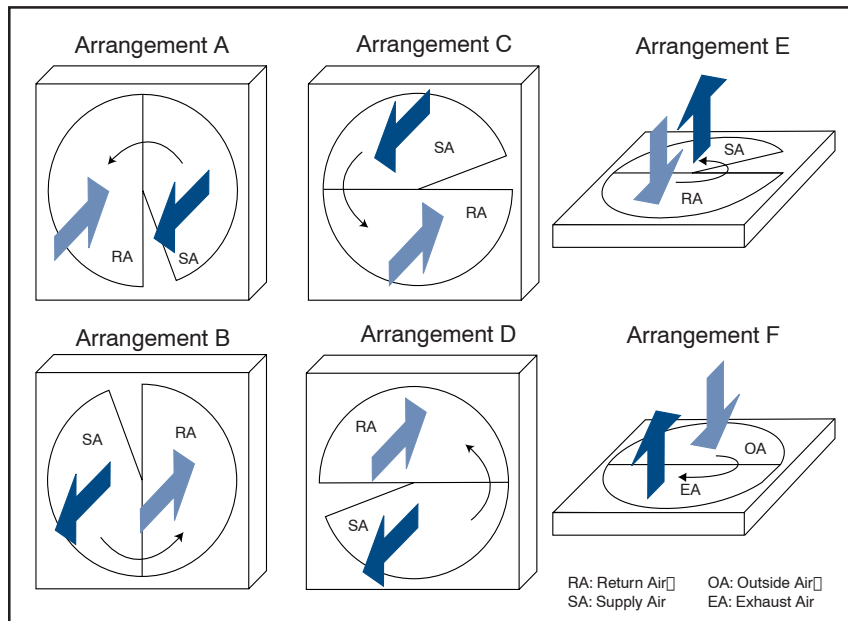 Arrangement A
RA
SA
Arrangement C
SA
RA
Arrangement E
SA
RA
Arrangement B
SA
RA
Arrangement D
RA
SA
Arrangement F
OA
EA
RA: Return Air▯ OA: Outside Air▯
SA: Supply Air EA: Exhaust Air